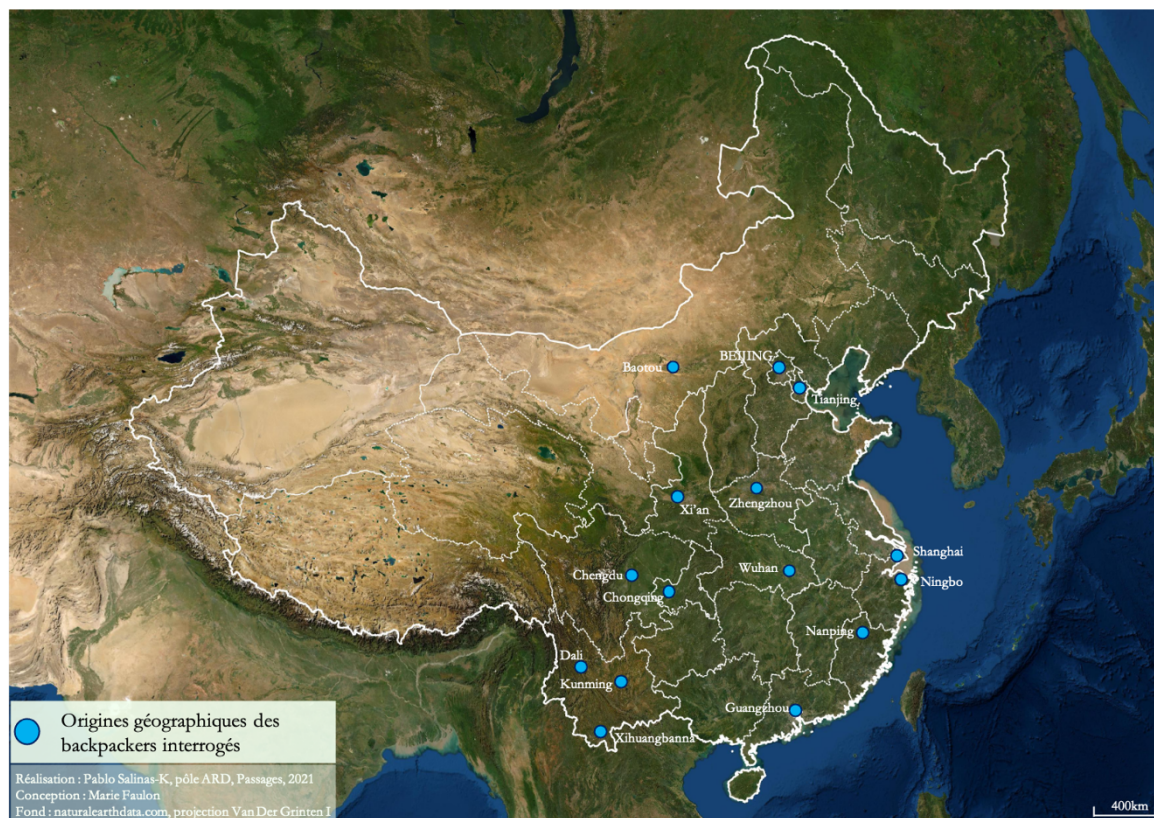 Baotou
BEIJING
Tianjing
Xi'an
Zhengzhou
Shanghai
Ningbo
Chengdu
Chongqing
Wuhan
Nanping
Dali
Kunming
Guangzhou
Xihuangbanna
Origines géographiques des
backpackers interrogés
Réalisation : Pablo Salinas-K, pôle ARD, Passages, 2021
Conception : Marie Faulon
Fond : naturalearthdata.com, projection Van Der Grinten I
400km